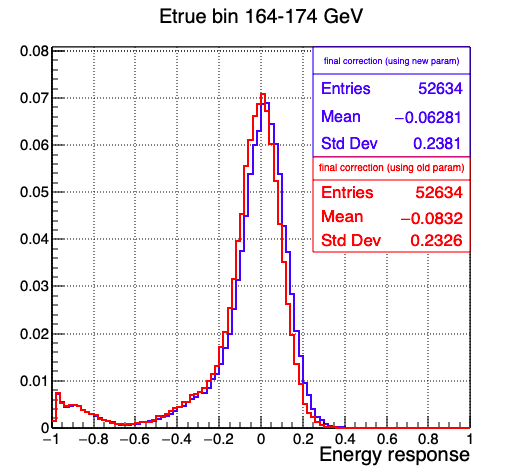 Etrue bin 164-174 GeV
final correction (using new param)
Entries 52634
Mean −0.06281
Std Dev 0.2381
final correction (using old param)
Entries 52634
Mean −0.0832
Std Dev 0.2326
0.08
0.07
0.06
0.05
0.04
0.03
0.02
0.01
0
−1 −0.8 −0.6 −0.4 −0.2 0 0.2 0.4 0.6 0.8 1
Energy response